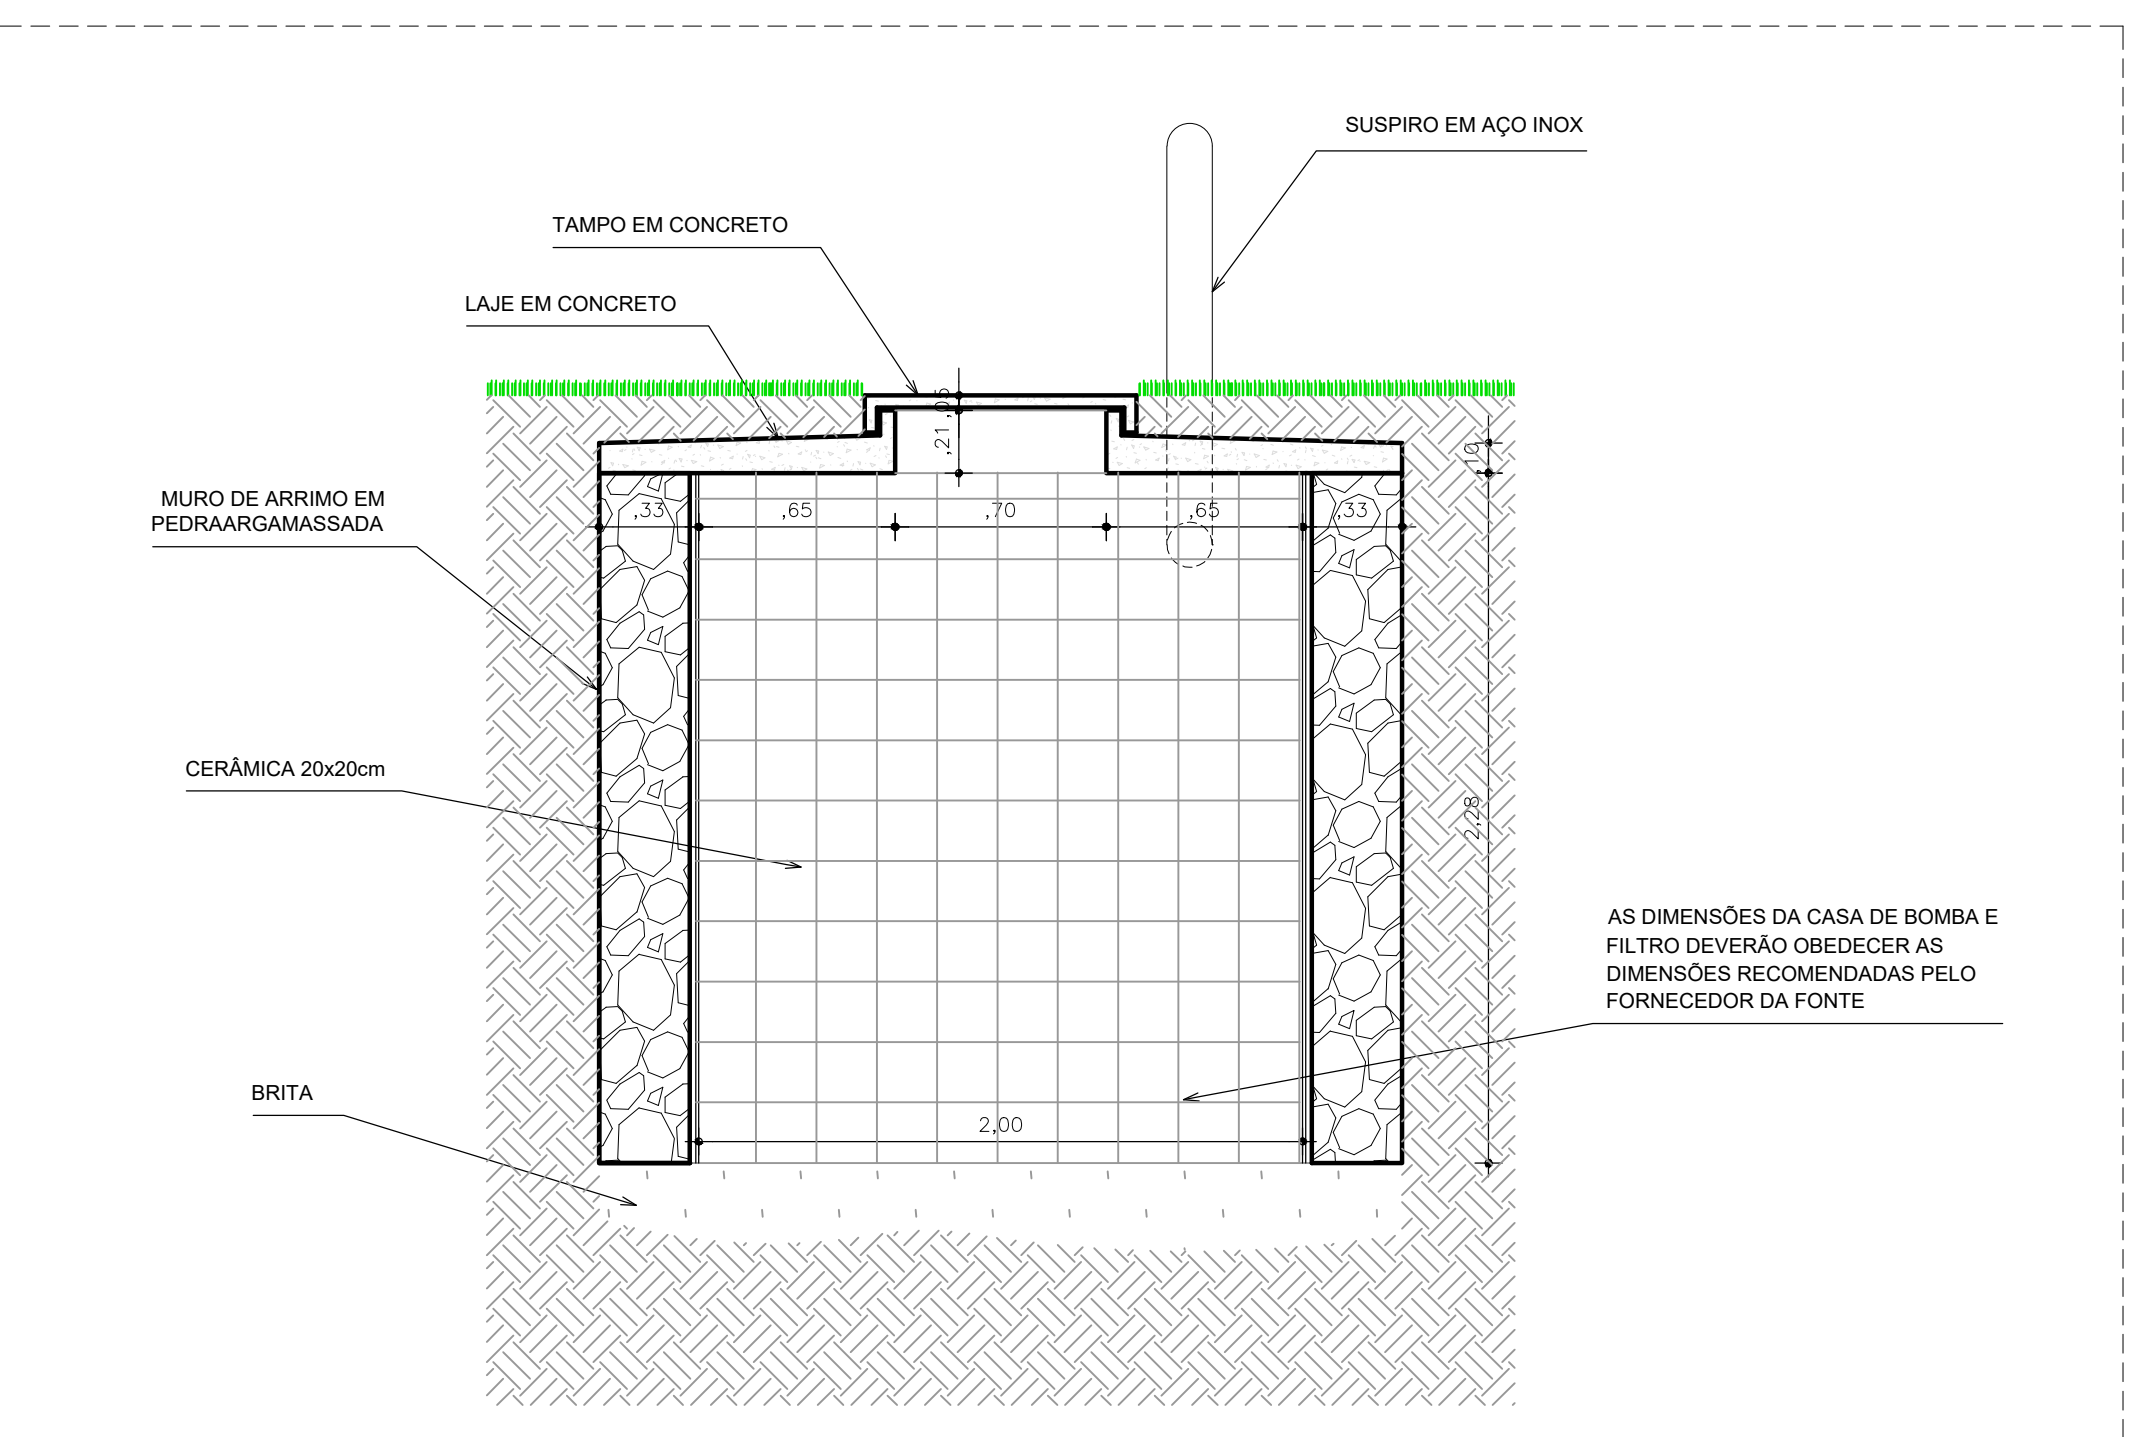 SUSPIRO EM AÇO INOX
TAMPO EM CONCRETO
LAJE EM CONCRETO
,05
,21
,10
MURO DE ARRIMO EM
PEDRAARGAMASSADA
,33
,65
,70
,65
,33
CERÂMICA 20x20cm
2,28
AS DIMENSÕES DA CASA DE BOMBA E
FILTRO DEVERÃO OBEDECER AS
DIMENSÕES RECOMENDADAS PELO
FORNECEDOR DA FONTE
BRITA
2,00